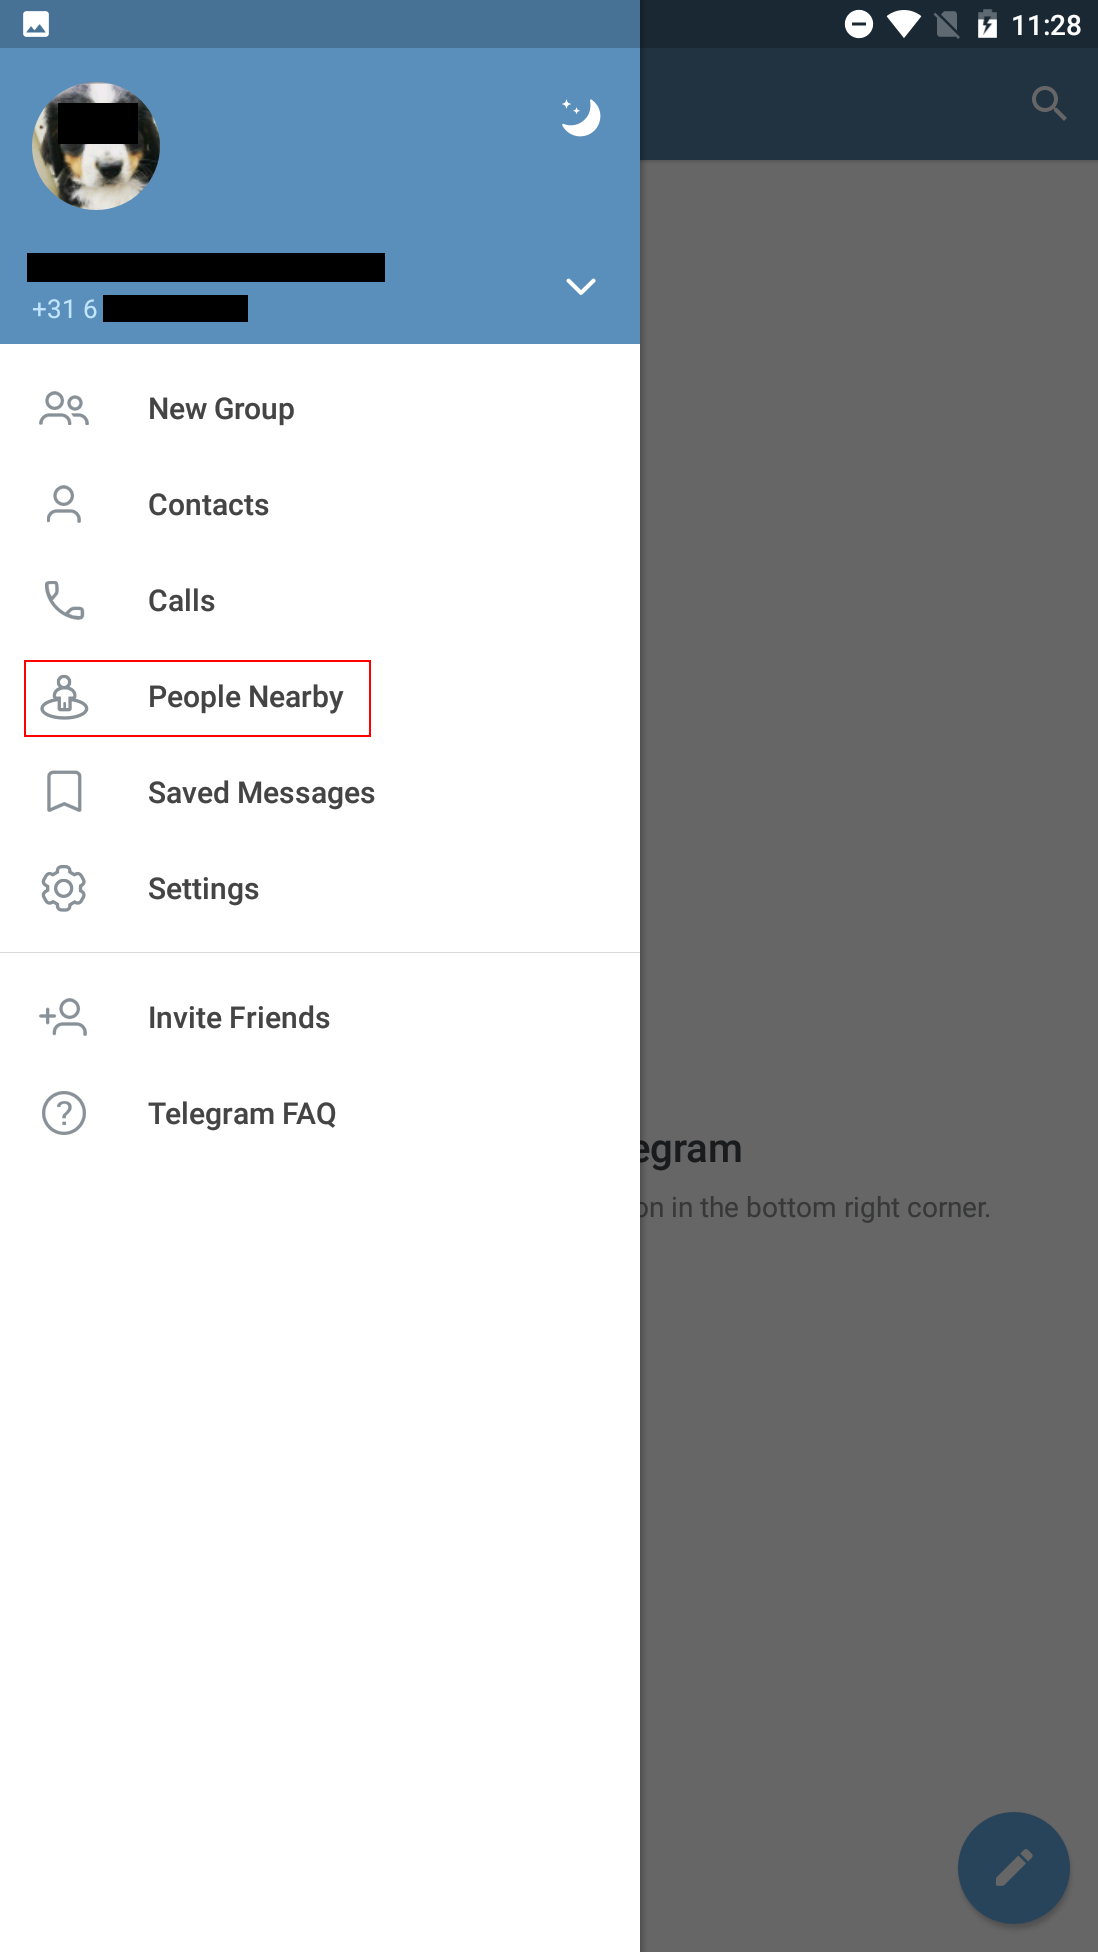 11:28
+31 6
New Group
Contacts
Calls
People Nearby
Saved Messages
Settings
Invite Friends
Telegram FAQ
egram
on in the bottom right corner.